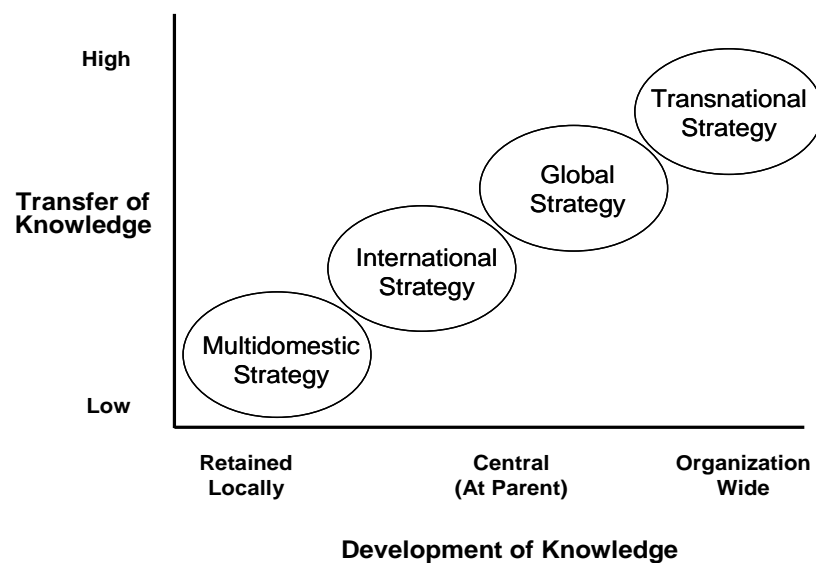 High
Transnational
Strategy
Global
Strategy
Transfer of
Knowledge
International
Strategy
Multidomestic
Strategy
Low
Retained
Locally
Central
(At Parent)
Organization
Wide
Development of Knowledge